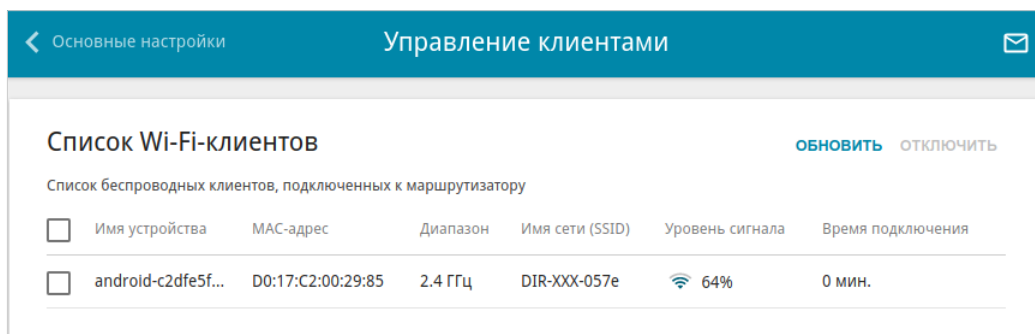 Основные настройки Управление клиентами
Список Wi-Fi-клиентов ОБНОВИТЬ ОТКЛЮЧИТЬ
Список беспроводных клиентов, подключенных к маршрутизатору
Имя устройства MAC-адрес Диапазон Имя сети (SSID) Уровень сигнала Время подключения
android-c2dfe5f... D0:17:C2:00:29:85 2.4 ГГц DIR-XXX-057e 64% 0 мин.